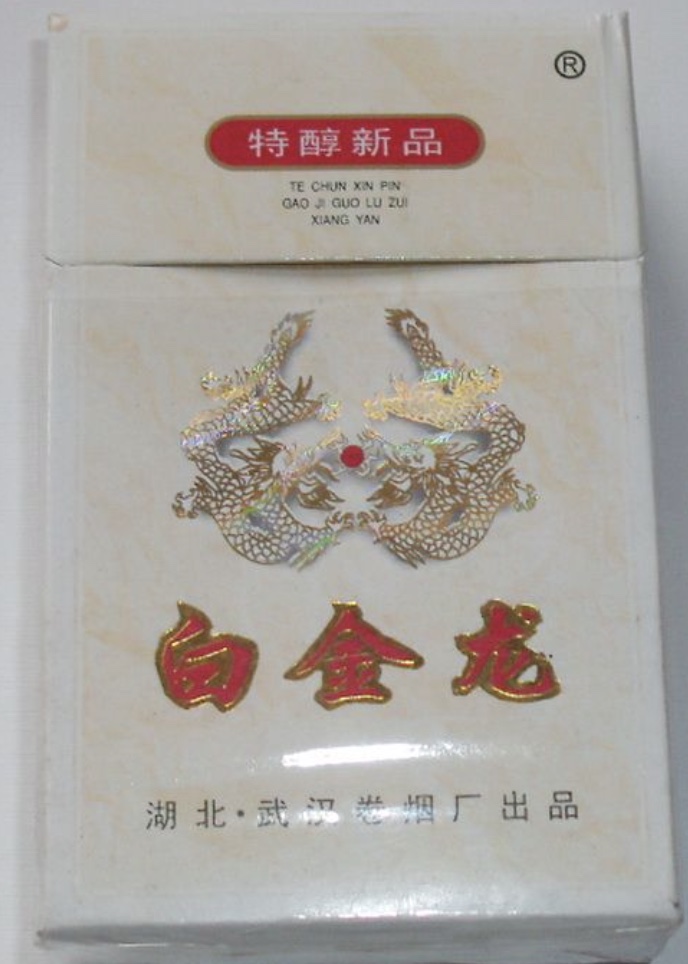 ®
特醇新品
TE CHUN XIN PIN
GAO JI GUO LU ZUI
XIANG YAN
白金龙
湖北·武汉卷烟厂出品